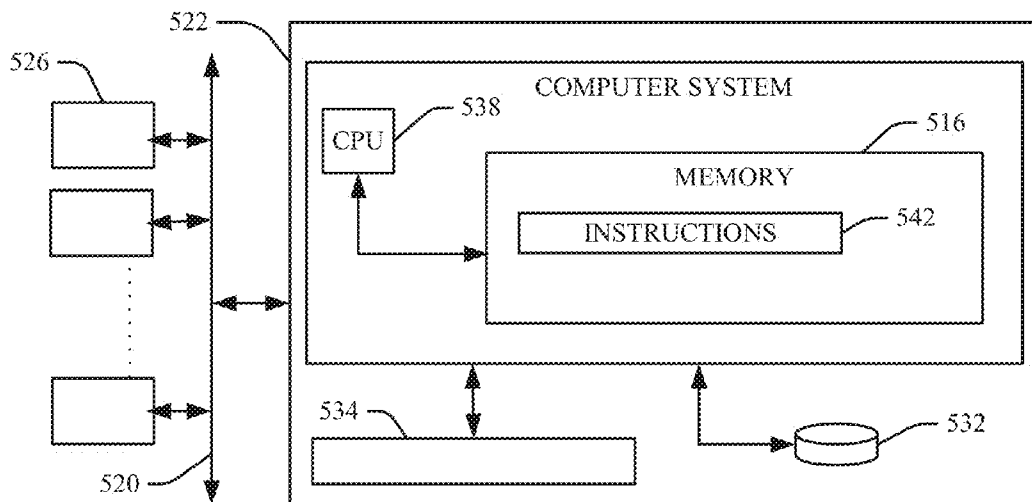 522
526
COMPUTER SYSTEM
538
CPU
516
MEMORY
INSTRUCTIONS
542
534
532
520